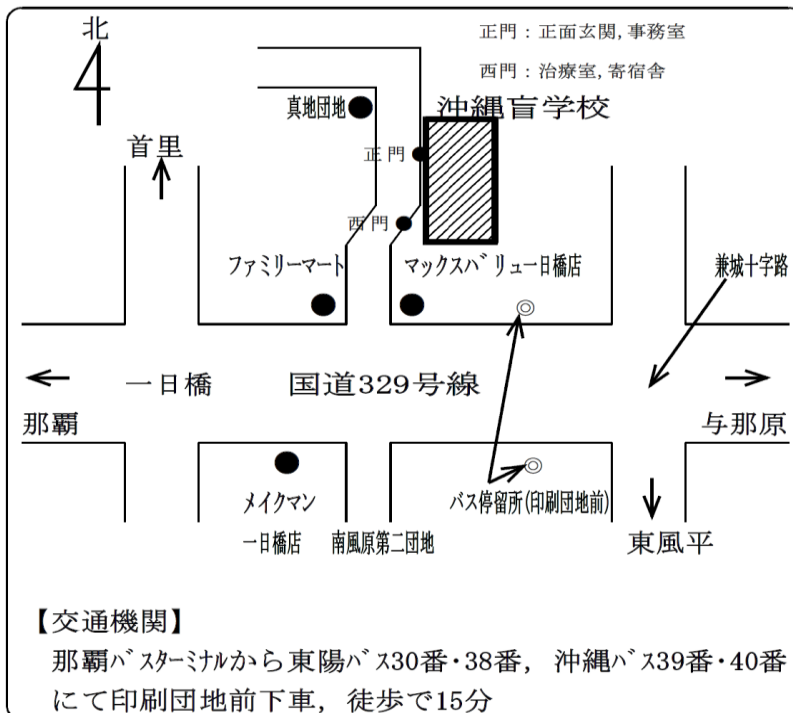 北
正門：正面玄関,事務室
西門：治療室,寄宿舎
真地団地
沖縄盲学校
首里
正門
西門
ファミリーマート
マックスバリュー一日橋店
兼城十字路
一日橋
国道329号線
那覇
与那原
メイクマン
一日橋店
南風原第二団地
バス停留所(印刷団地前)
東風平
【交通機関】
那覇バスターミナルから東陽バス30番・38番，沖縄バス39番・40番
にて印刷団地前下車，徒歩で15分